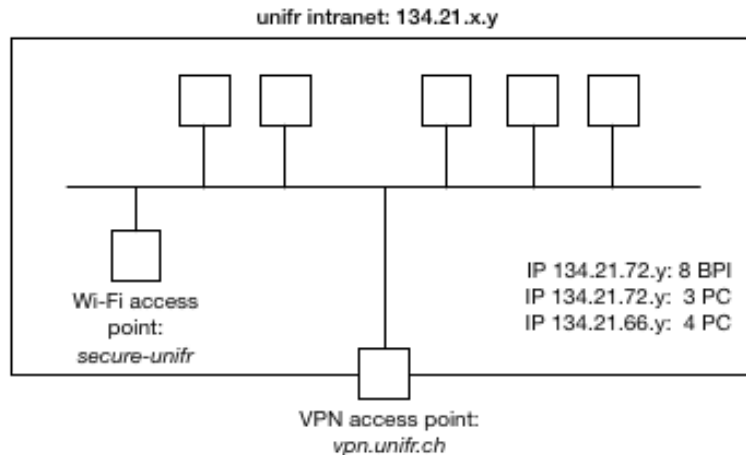 unifr intranet: 134.21.x.y
IP 134.21.72.y: 8 BPI
IP 134.21.72.y: 3 PC
IP 134.21.66.y: 4 PC
Wi-Fi access
point:
secure-unifr
VPN access point:
vpn.unifr.ch